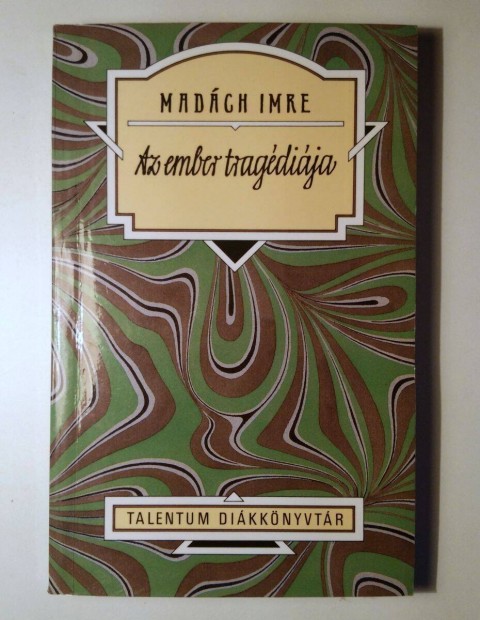 MADÁCH IMRE
Az ember tragédiája
TALENTUM DIÁKKÖNYVTÁR